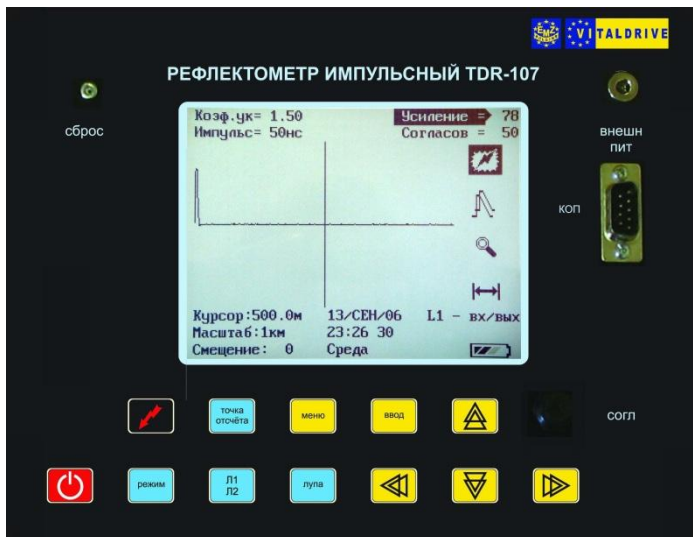 EMZ VITALDRIVE
РЕФЛЕКТОМЕТР ИМПУЛЬСНЫЙ TDR-107
сброс
внешн
пит
Коэф.ук= 1.50 Усиление = 78
Импульс= 50нс Согласов = 50
коп
Курсор:500.0м 13/СЕН/06 L1 - вх/вых
Масштаб:1км 23:26 30
Смещение: 0 Среда
точка
отсчёта
меню
ввод
согл
режим
Л1
Л2
лупа